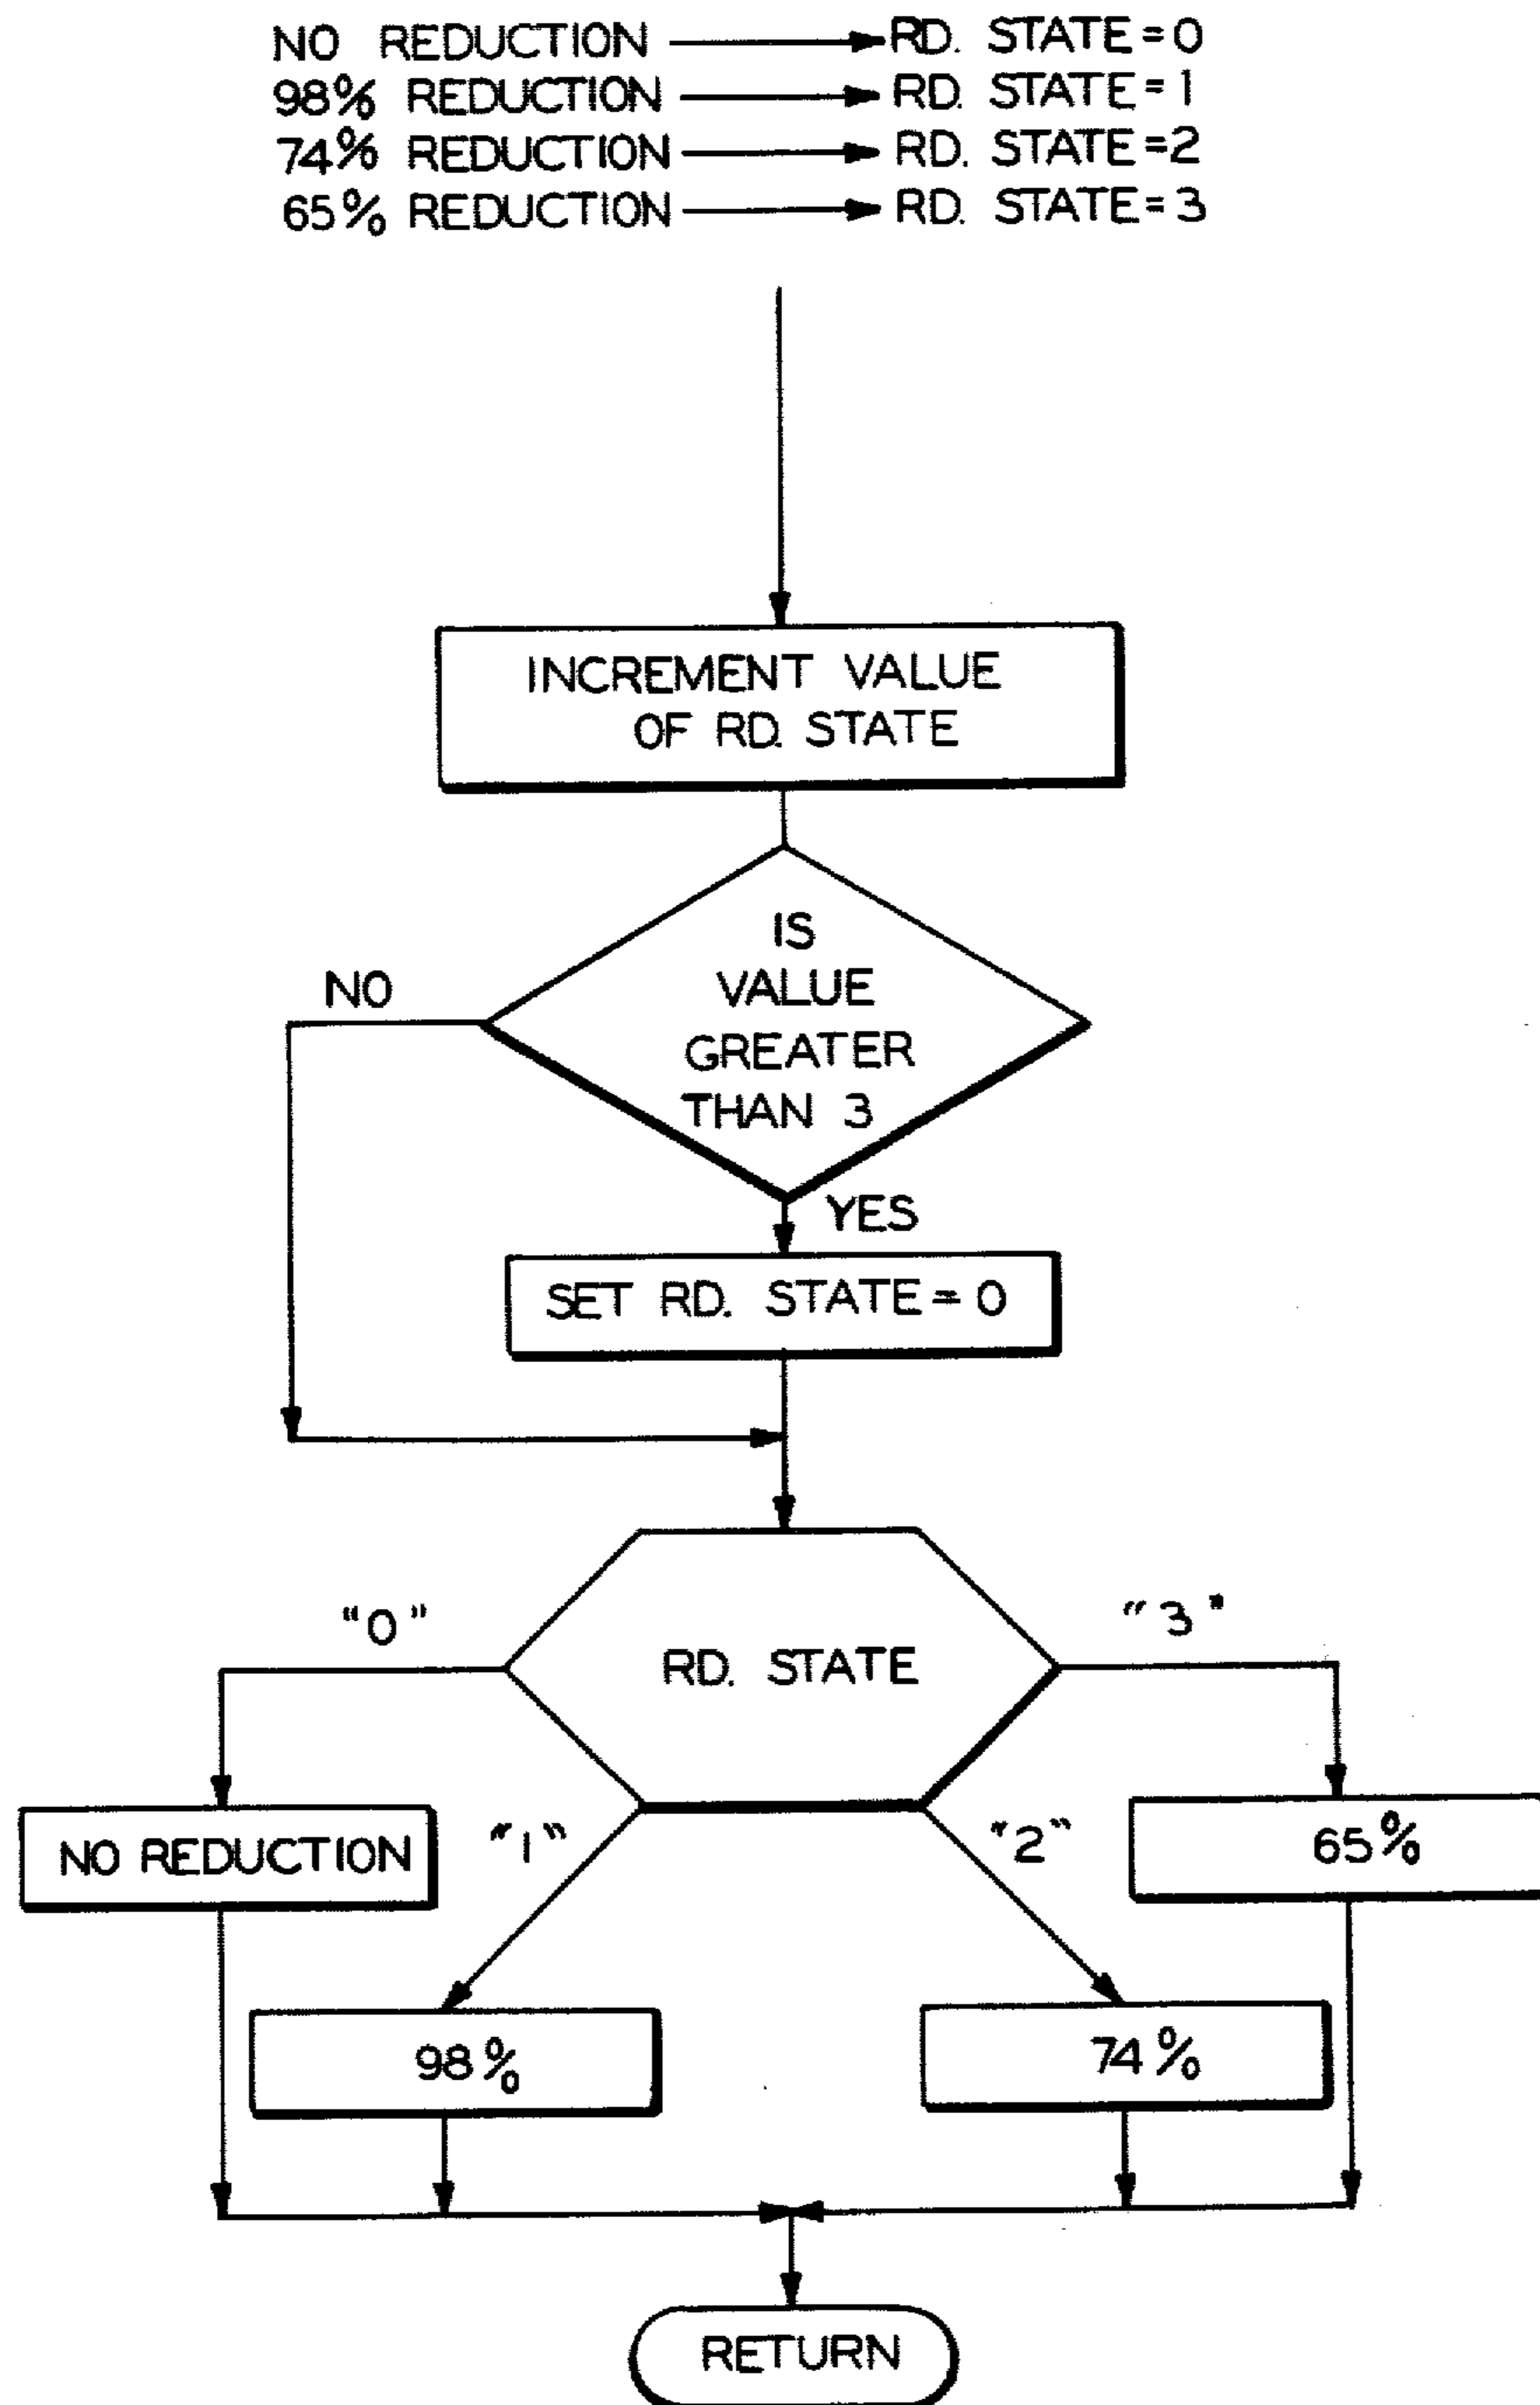 NO REDUCTION RD. STATE=0
98% REDUCTION RD. STATE=1
74% REDUCTION RD. STATE=2
65% REDUCTION RD. STATE=3
INCREMENT VALUE
OF RD. STATE
IS
VALUE
GREATER
THAN 3
NO
YES
SET RD. STATE=0
RD. STATE
"0"
"3"
"1"
"2"
NO REDUCTION
65%
98%
74%
RETURN